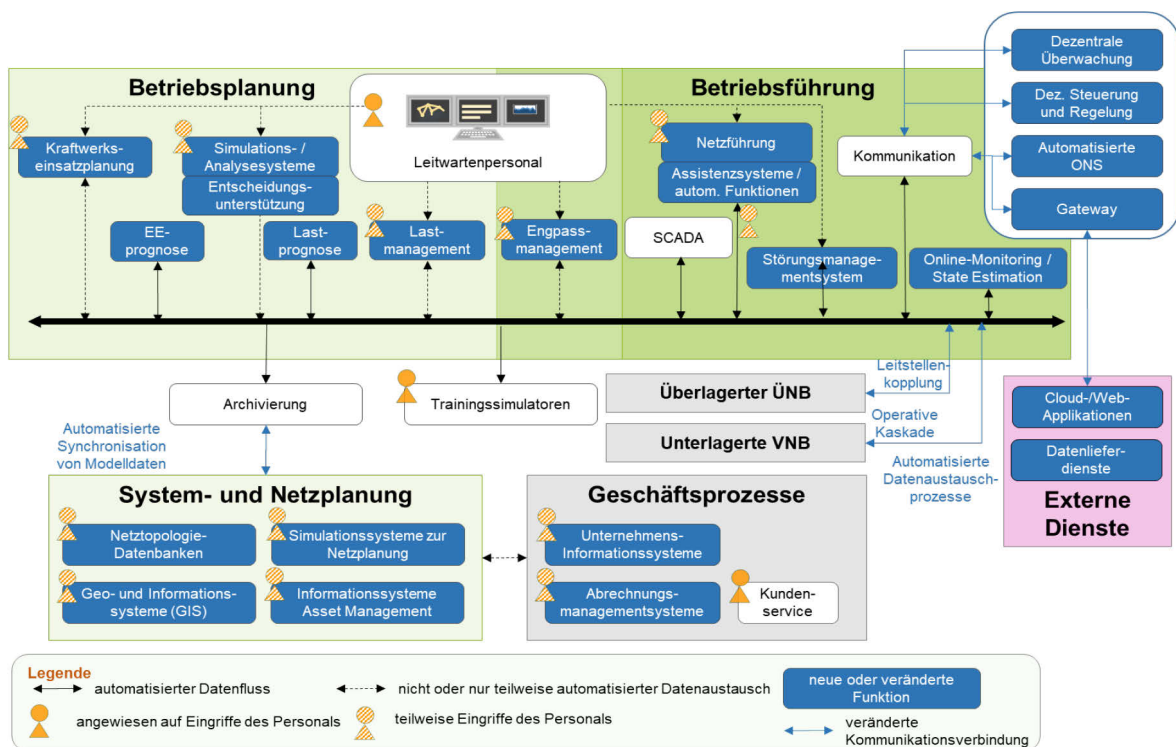 Betriebsplanung
Betriebsführung
Dezentrale
Überwachung
Dez. Steuerung
und Regelung
Automatisierte
ONS
Gateway
Kraftwerks-
einsatzplanung
Simulations- /
Analysesysteme
Entscheidungs-
unterstützung
Leitwartenpersonal
Netzführung
Assistenzsysteme /
autom. Funktionen
Kommunikation
EE-
prognose
Last-
prognose
Last-
management
Engpass-
management
SCADA
Störungsmanage-
mentsystem
Online-Monitoring /
State Estimation
Archivierung
Trainingssimulatoren
Überlagerter ÜNB
Leitstellen-
kopplung
Unterlagerte VNB
Operative
Kaskade
Automatisierte
Datenaustausch-
prozesse
Cloud-/Web-
Applikationen
Datenliefer-
dienste
Externe
Dienste
Automatisierte
Synchronisation
von Modelldaten
System- und Netzplanung
Netztopologie-
Datenbanken
Simulationssysteme zur
Netzplanung
Geo- und Informations-
systeme (GIS)
Informationssysteme
Asset Management
Geschäftsprozesse
Unternehmens-
Informationssysteme
Abrechnungs-
managementsysteme
Kunden-
service
Legende
automatisierter Datenfluss
nicht oder nur teilweise automatisierter Datenaustausch
neue oder veränderte
Funktion
angewiesen auf Eingriffe des Personals
teilweise Eingriffe des Personals
veränderte
Kommunikationsverbindung